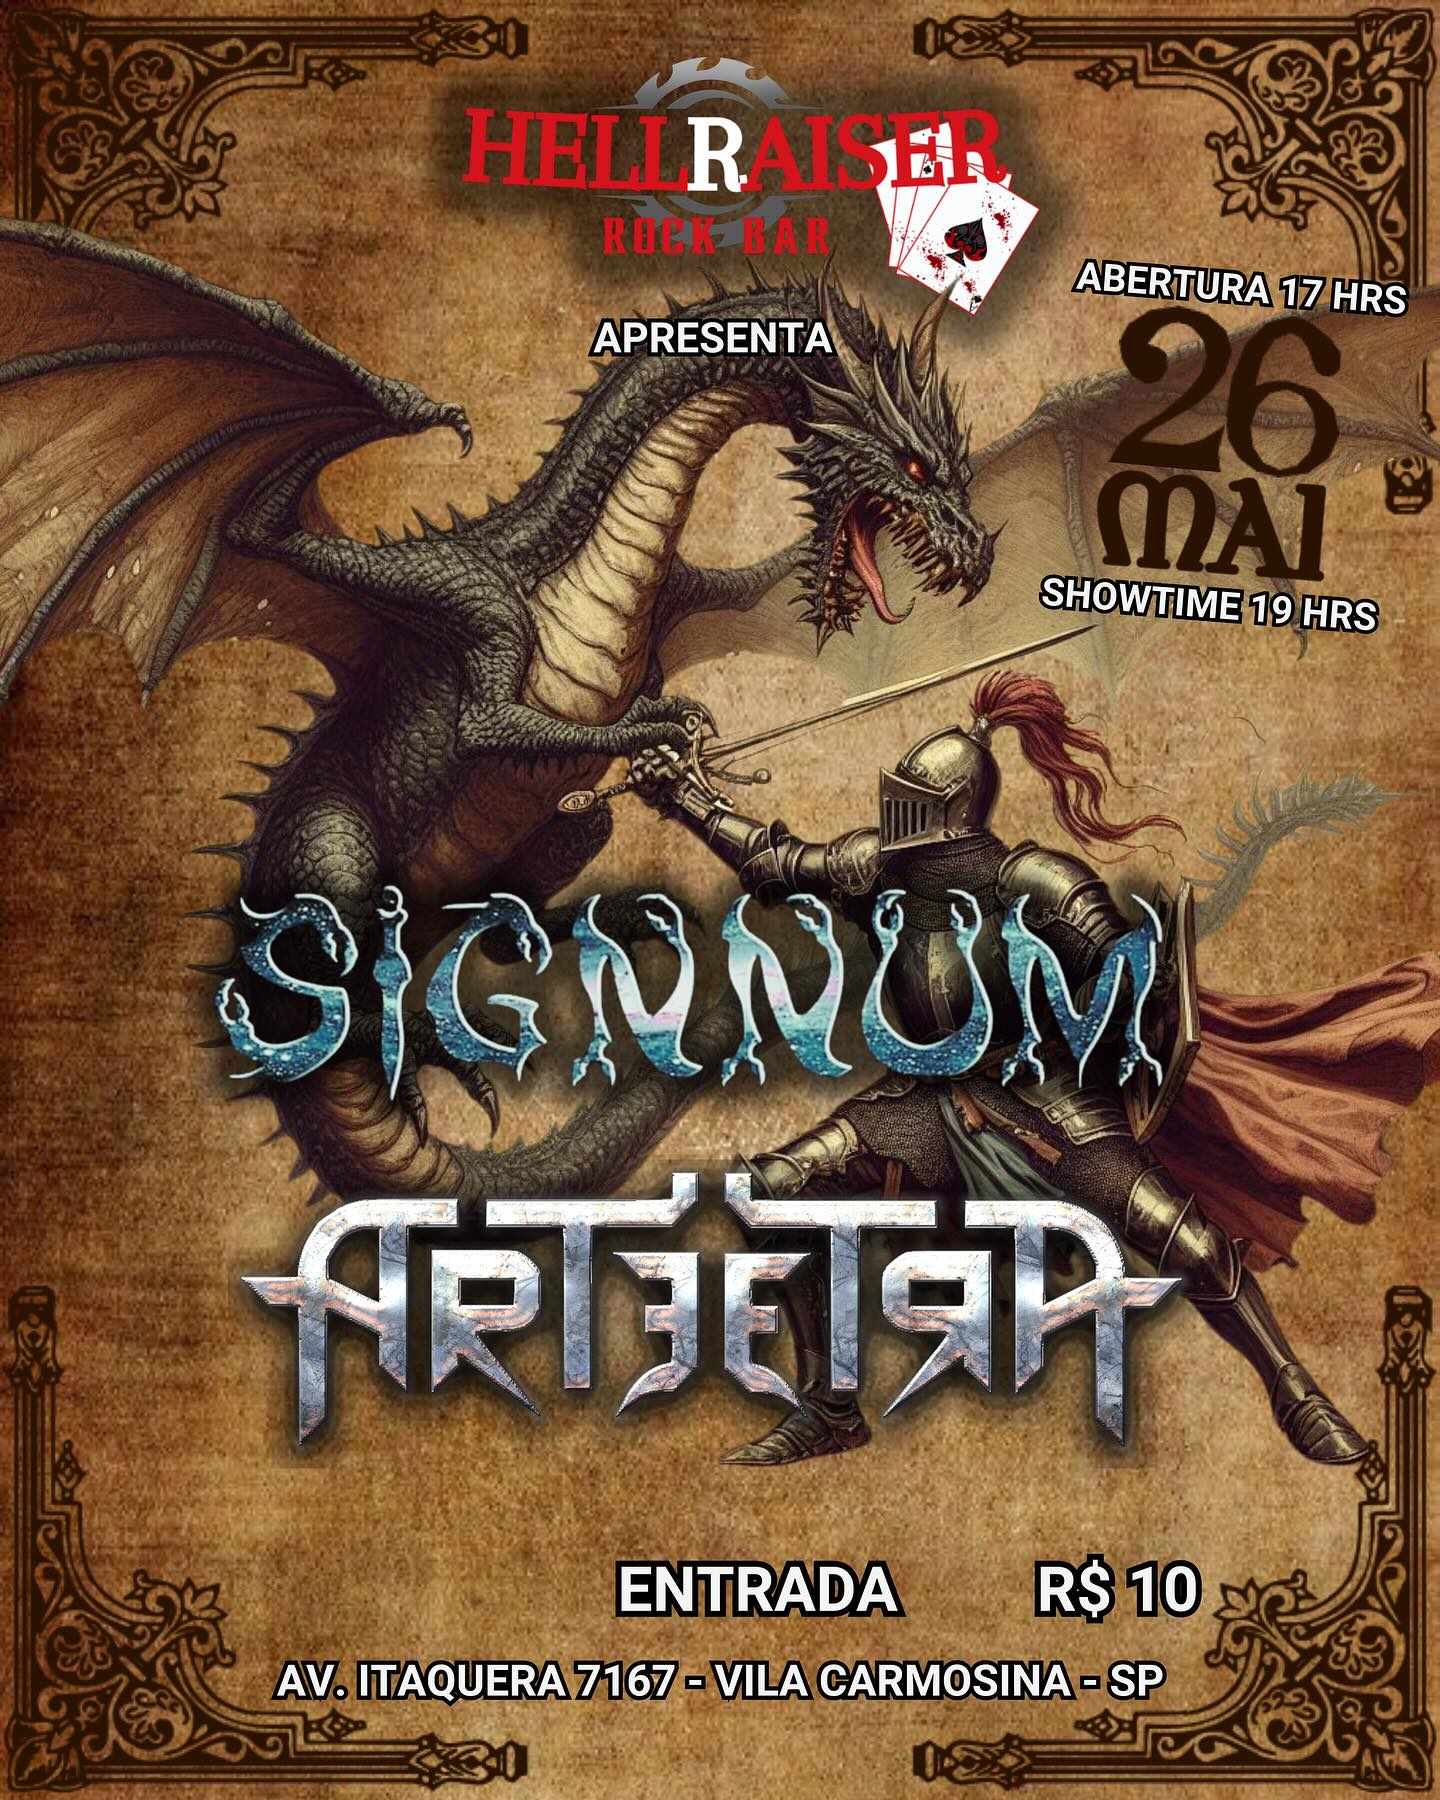 HELLRAISER
ROCK BAR
APRESENTA
ABERTURA 17 HRS
26
MAI
SHOWTIME 19 HRS
SIGNNUM
ARTEETRA
ENTRADA R$ 10
AV. ITAQUERA 7167 - VILA CARMOSINA - SP